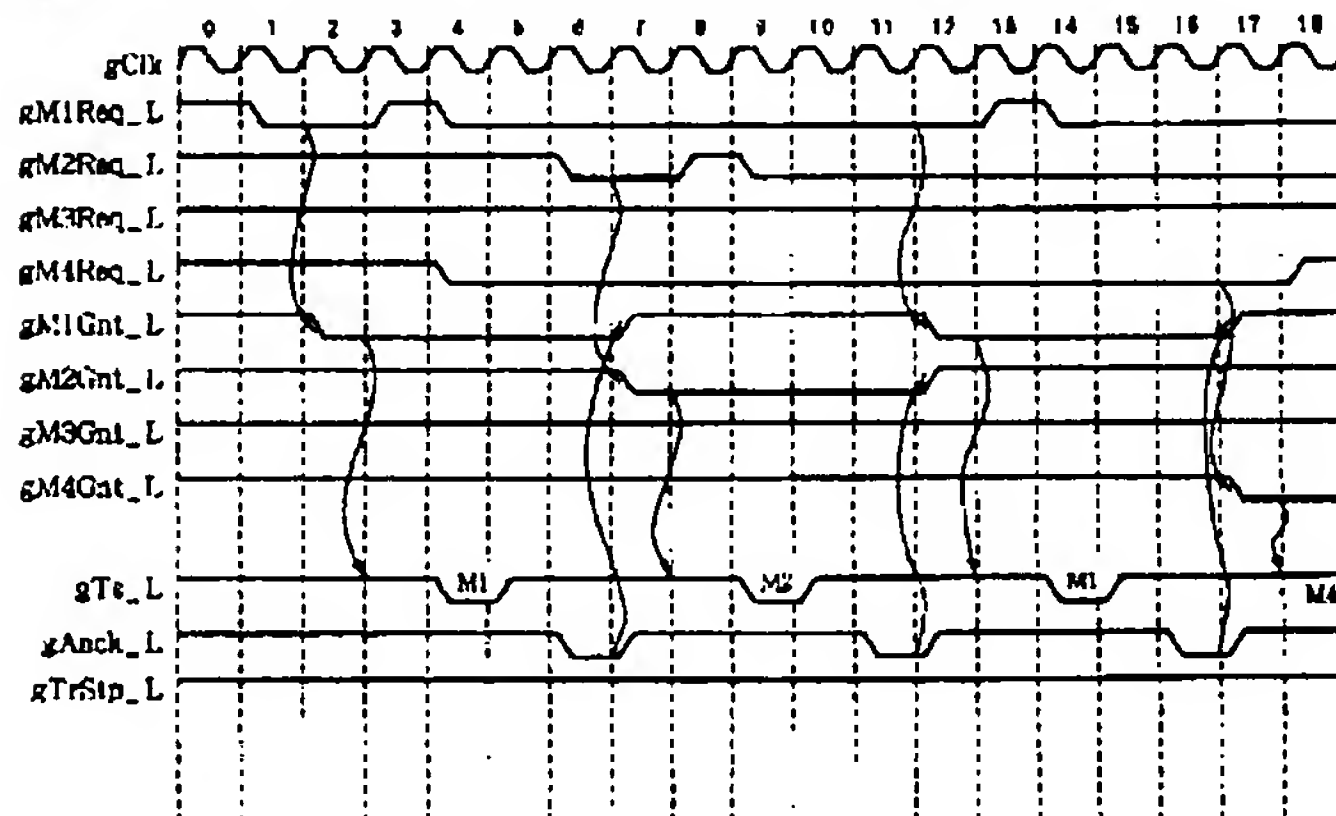 0 1 2 3 4 5 6 7 8 9 10 11 12 13 14 15 16 17 18
gClk
gM1Req_L
gM2Req_L
gM3Req_L
gM4Req_L
gM1Gnt_L
gM2Gnt_L
gM3Gnt_L
gM4Gnt_L
gTs_L M1 M2 M1 M4
gAack_L
gTrStp_L